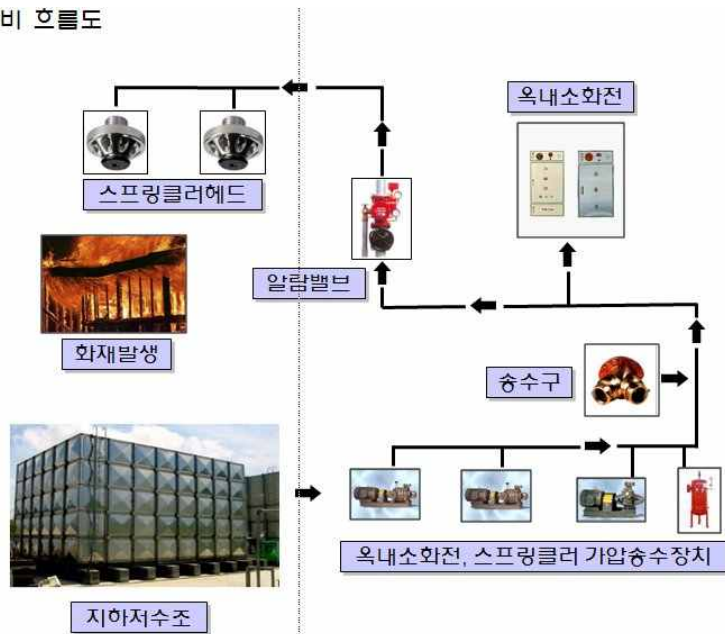 비 흐름도
옥내소화전
스프링클러헤드
알람밸브
화재발생
송수구
옥내소화전, 스프링클러 가압송수장치
지하저수조